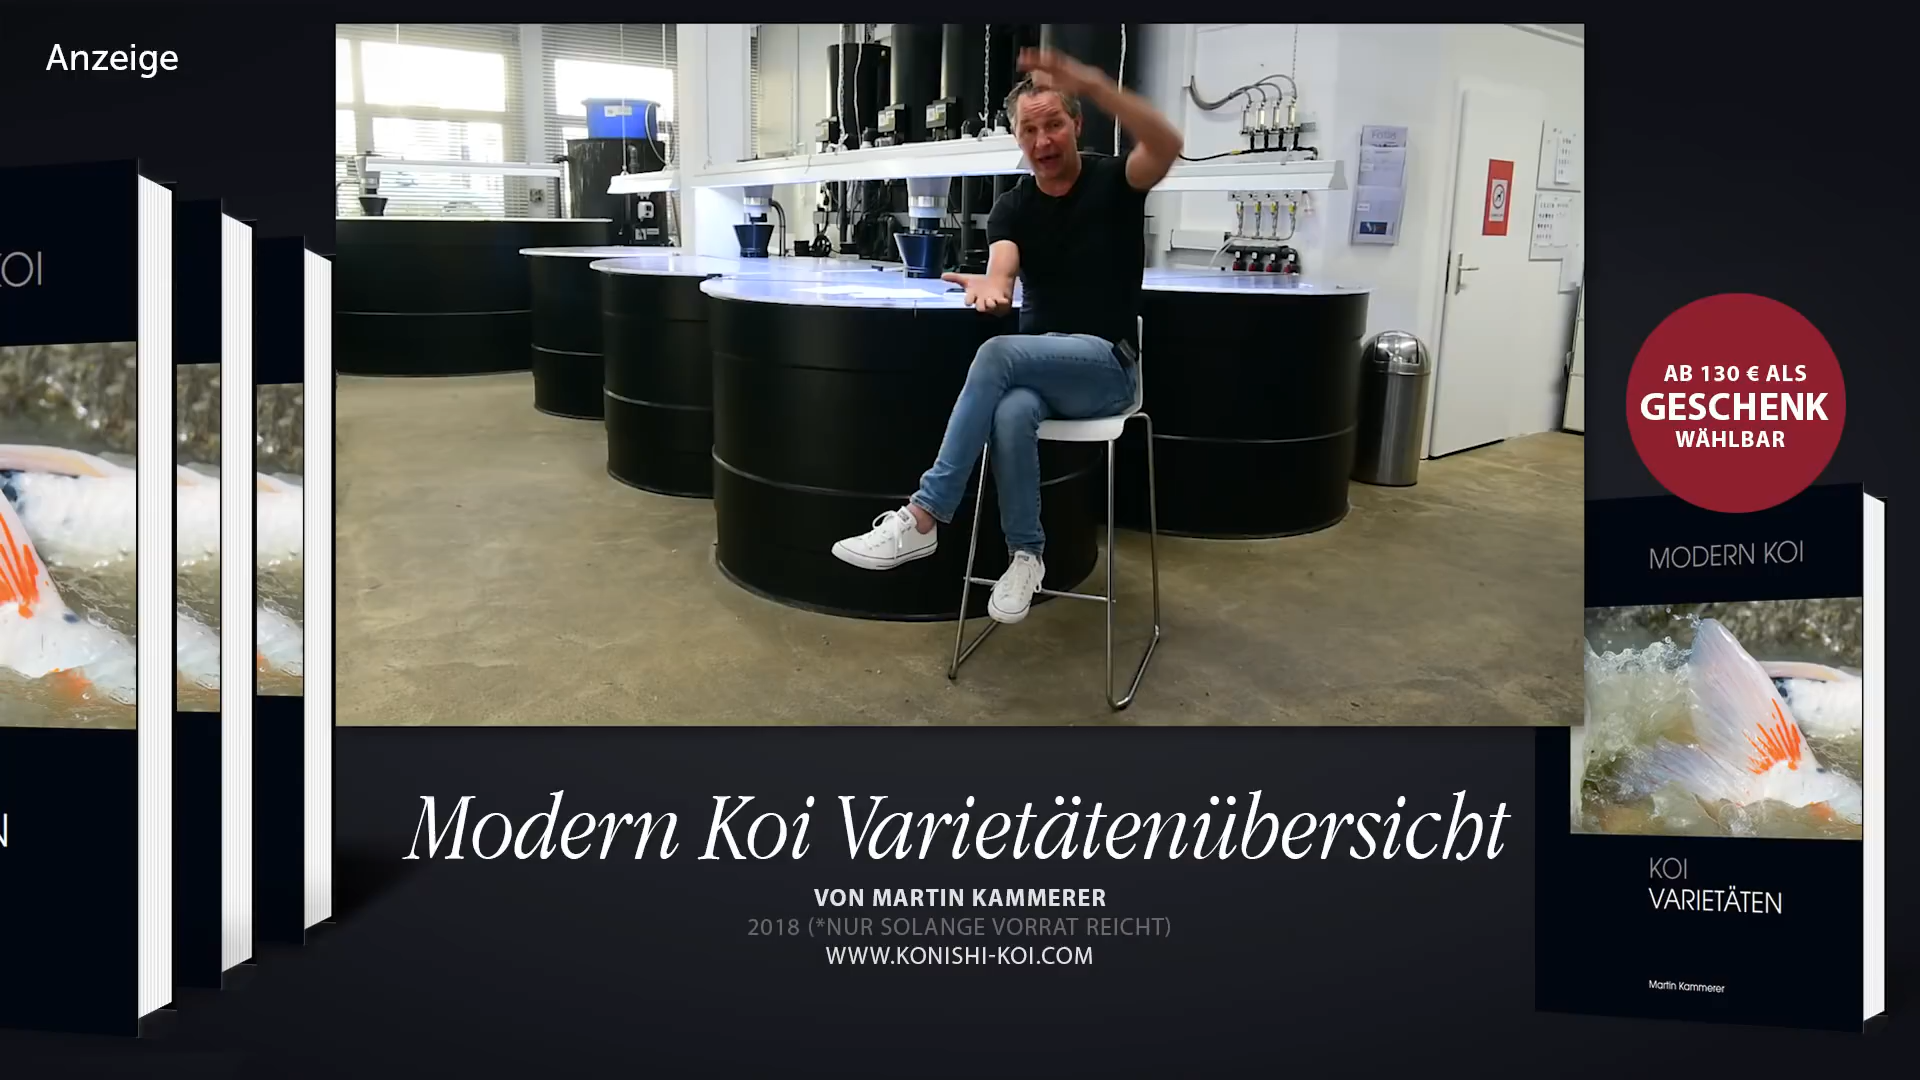 Anzeige
KOI
N
AB 130 € ALS
GESCHENK
WÄHLBAR
MODERN KOI
KOI
VARIETÄTEN
Martin Kammerer
Modern Koi Varietätenübersicht
VON MARTIN KAMMERER
2018 (*NUR SOLANGE VORRAT REICHT)
WWW.KONISHI-KOI.COM